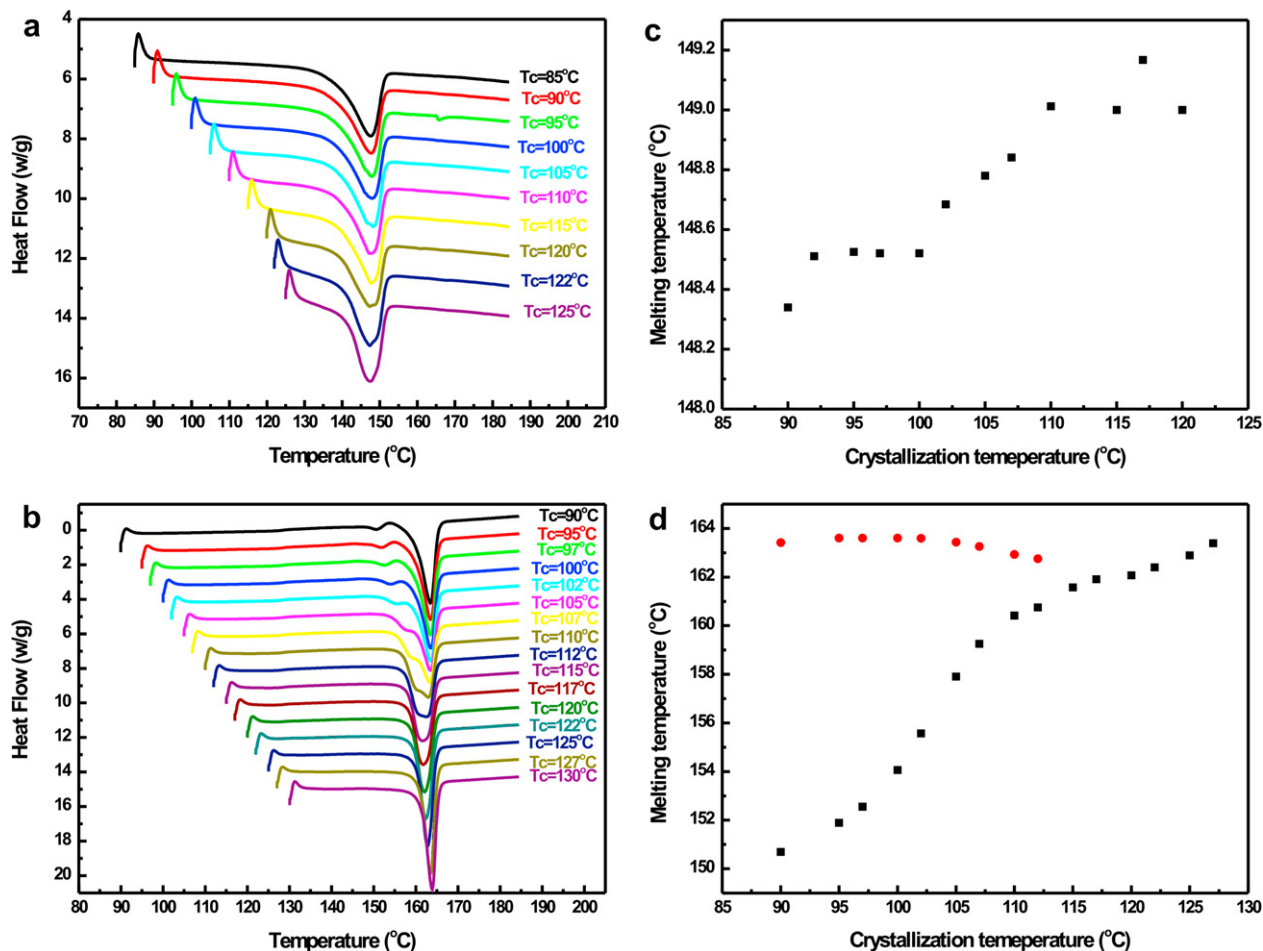 a
4
6
8
10
12
14
16
Heat Flow (w/g)
Tc=85°C
Tc=90°C
Tc=95°C
Tc=100°C
Tc=105°C
Tc=110°C
Tc=115°C
Tc=120°C
Tc=122°C
Tc=125°C
70 80 90 100 110 120 130 140 150 160 170 180 190 200 210
Temperature (°C)
c
149.2
149.0
148.8
148.6
148.4
148.2
148.0
Melting temperature (°C)
85 90 95 100 105 110 115 120 125
Crystallization temeperature (°C)
b
0
2
4
6
8
10
12
14
16
18
20
Heat Flow (w/g)
Tc=90°C
Tc=95°C
Tc=97°C
Tc=100°C
Tc=102°C
Tc=105°C
Tc=107°C
Tc=110°C
Tc=112°C
Tc=115°C
Tc=117°C
Tc=120°C
Tc=122°C
Tc=125°C
Tc=127°C
Tc=130°C
80 90 100 110 120 130 140 150 160 170 180 190 200
Temperature (°C)
d
164
162
160
158
156
154
152
150
Melting temperature (°C)
85 90 95 100 105 110 115 120 125 130
Crystallization temeperature (°C)